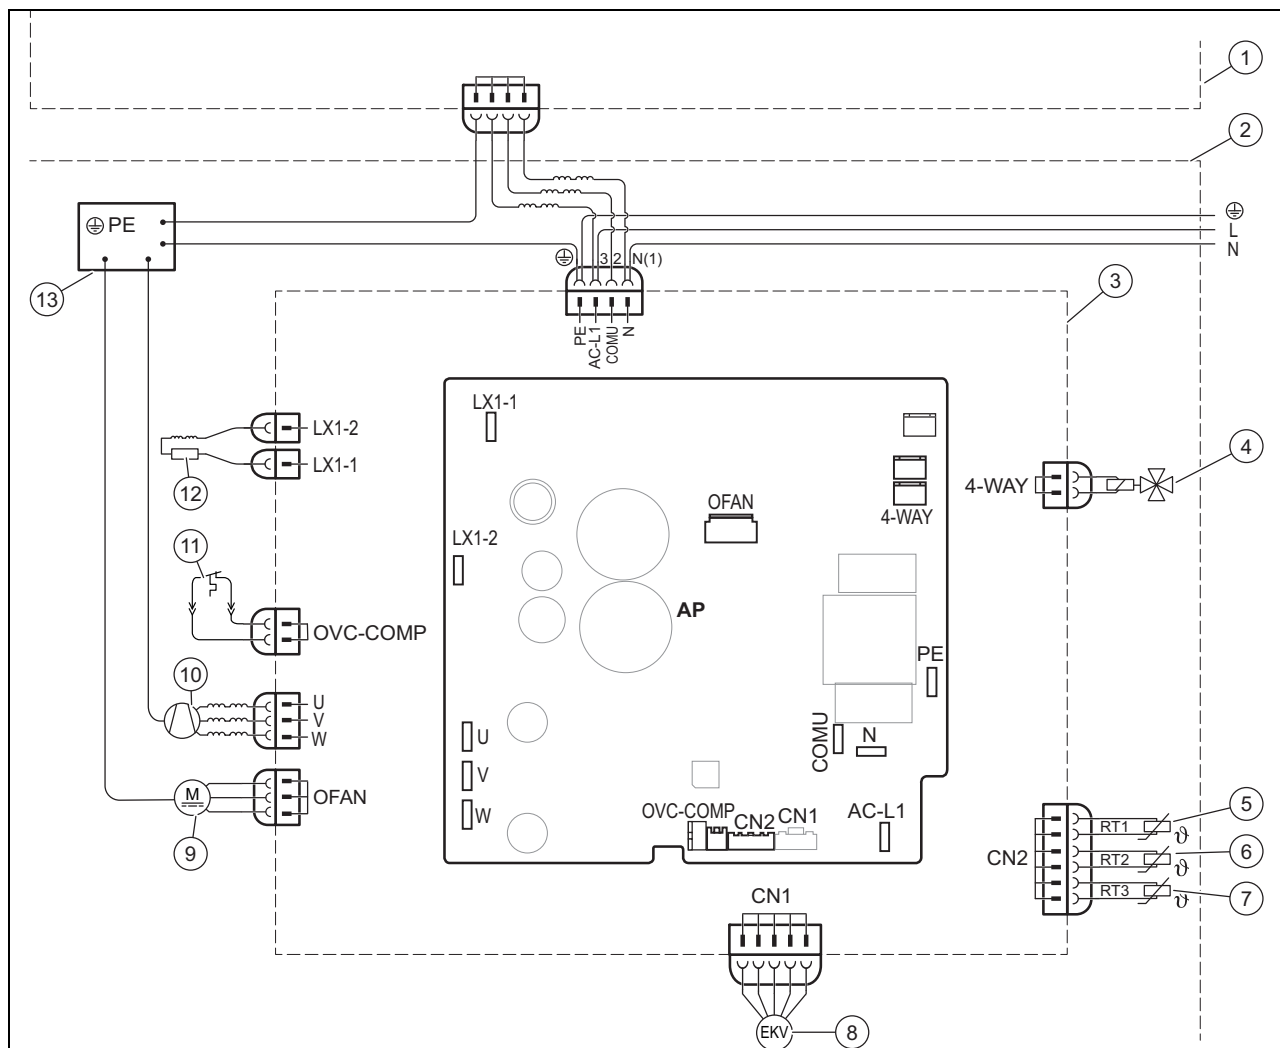 1
2
PE
L
N
3 2 N(1)
13
3
PE
AC-L1
COMU
N
LX1-1
LX1-2
LX1-1
12
4-WAY
4
OFAN
4-WAY
11
LX1-2
OVC-COMP
AP
PE
10
U
V
W
COMU
N
U
V
W
M
OFAN
9
OVC-COMP
CN2
CN1
AC-L1
CN2
RT1
ϑ
5
RT2
ϑ
6
RT3
ϑ
7
CN1
EKV
8